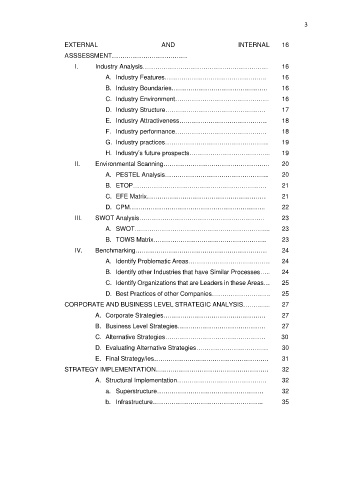 3
EXTERNAL AND INTERNAL 16
ASSSESSMENT……………………………………
I. Industry Analysis…………………………………………………… 16
A. Industry Features…………………………………………… 16
B. Industry Boundaries………………………………………… 16
C. Industry Environment……………………………………… 16
D. Industry Structure…………………………………………… 17
E. Industry Attractiveness……………………………………… 18
F. Industry performance……………………………………… 18
G. Industry practices…………………………………………… 19
H. Industry's future prospects………………………………… 19
II. Environmental Scanning…………………………………………… 20
A. PESTEL Analysis…………………………………………… 20
B. ETOP………………………………………………………… 21
C. EFE Matrix…………………………………………………… 21
D. CPM…………………………………………………………… 22
III. SWOT Analysis……………………………………………………… 23
A. SWOT………………………………………………………… 23
B. TOWS Matrix………………………………………………… 23
IV. Benchmarking………………………………………………………… 24
A. Identify Problematic Areas………………………………… 24
B. Identify other Industries that have Similar Processes….. 24
C. Identify Organizations that are Leaders in these Areas… 25
D. Best Practices of other Companies……………………… 25
CORPORATE AND BUSINESS LEVEL STRATEGIC ANALYSIS………… 27
A. Corporate Strategies…………………………………………… 27
B. Business Level Strategies……………………………………… 27
C. Alternative Strategies…………………………………………… 30
D. Evaluating Alternative Strategies……………………………… 30
E. Final Strategy/ies………………………………………………… 31
STRATEGY IMPLEMENTATION………………………………………………… 32
A. Structural Implementation……………………………………… 32
a. Superstructure……………………………………………… 32
b. Infrastructure……………………………………………….. 35